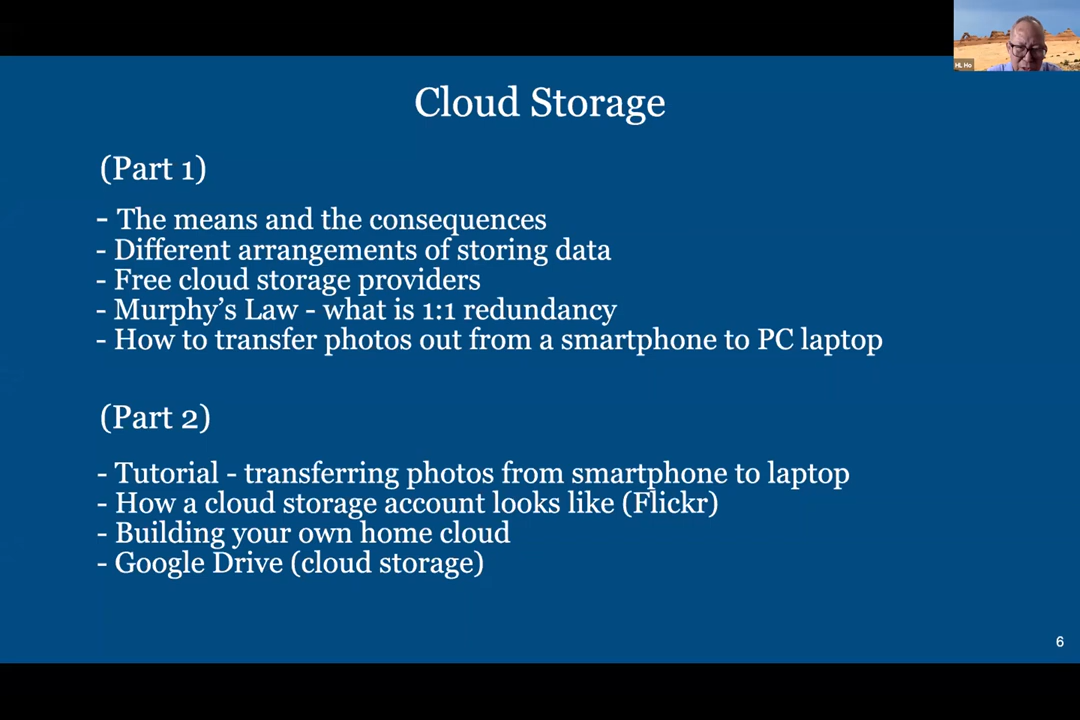 HL Ho
Cloud Storage
(Part 1)
- The means and the consequences
- Different arrangements of storing data
- Free cloud storage providers
- Murphy’s Law - what is 1:1 redundancy
- How to transfer photos out from a smartphone to PC laptop
(Part 2)
- Tutorial - transferring photos from smartphone to laptop
- How a cloud storage account looks like (Flickr)
- Building your own home cloud
- Google Drive (cloud storage)
6